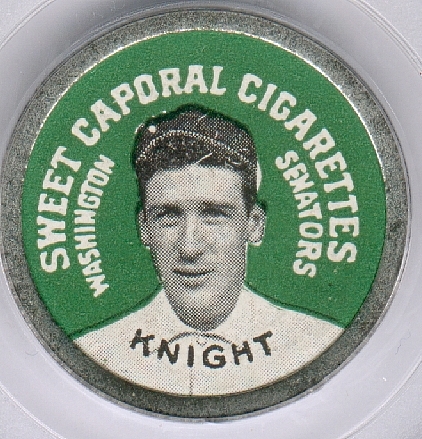 SWEET CAPORAL CIGARETTES
WASHINGTON
SENATORS
KNIGHT